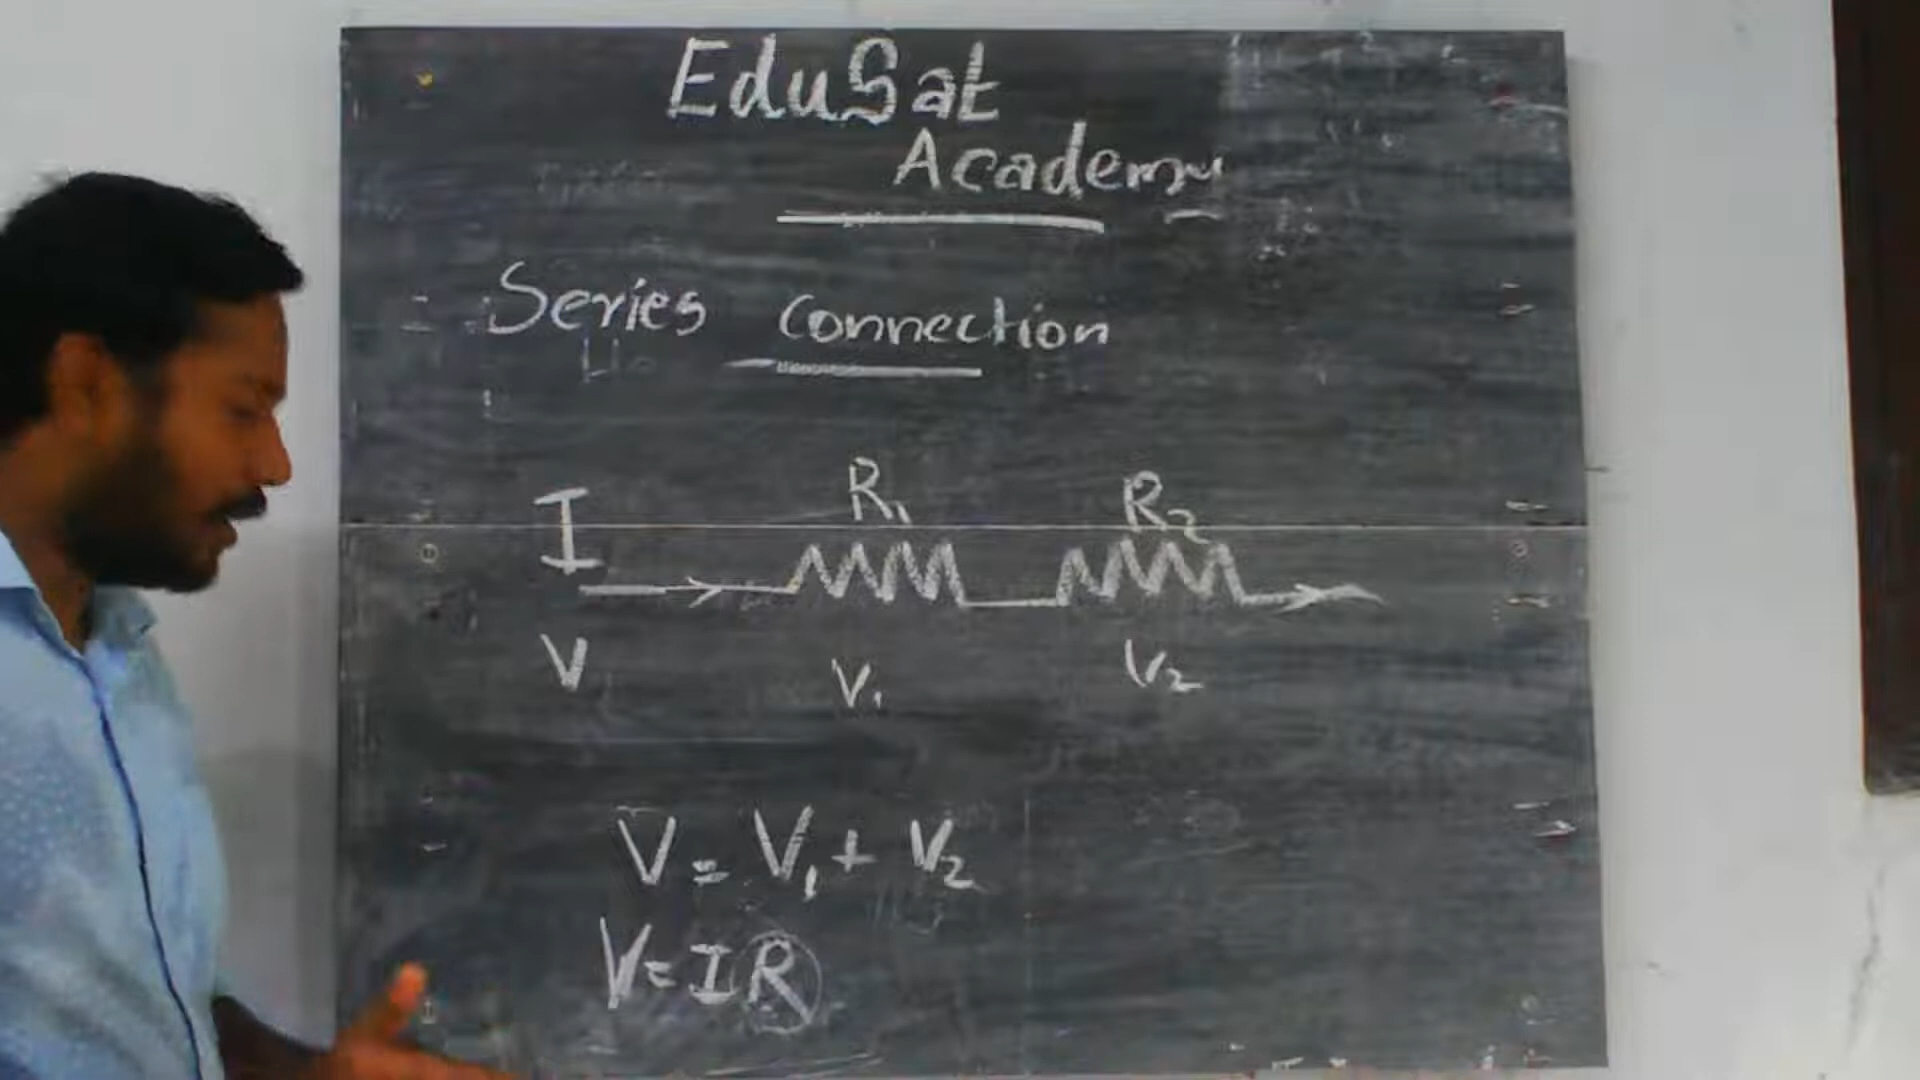 EduSat
Academy
Series Connection
I R₁ R₂
V V₁ V₂
V = V₁ + V₂
V = IR